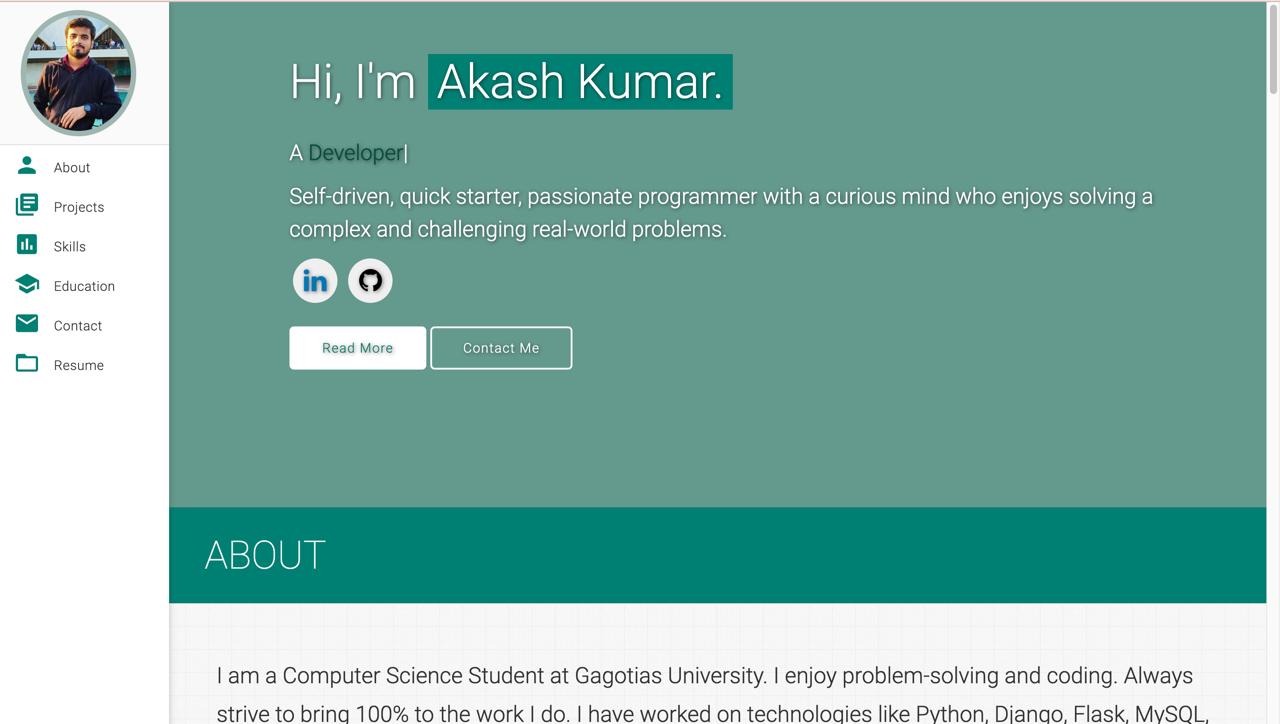 Hi, I'm Akash Kumar.
A Developer|
Self-driven, quick starter, passionate programmer with a curious mind who enjoys solving a
complex and challenging real-world problems.
in
Read More
Contact Me
About
Projects
Skills
Education
Contact
Resume
ABOUT
I am a Computer Science Student at Gagotias University. I enjoy problem-solving and coding. Always
strive to bring 100% to the work I do. I have worked on technologies like Python, Django, Flask, MySQL,